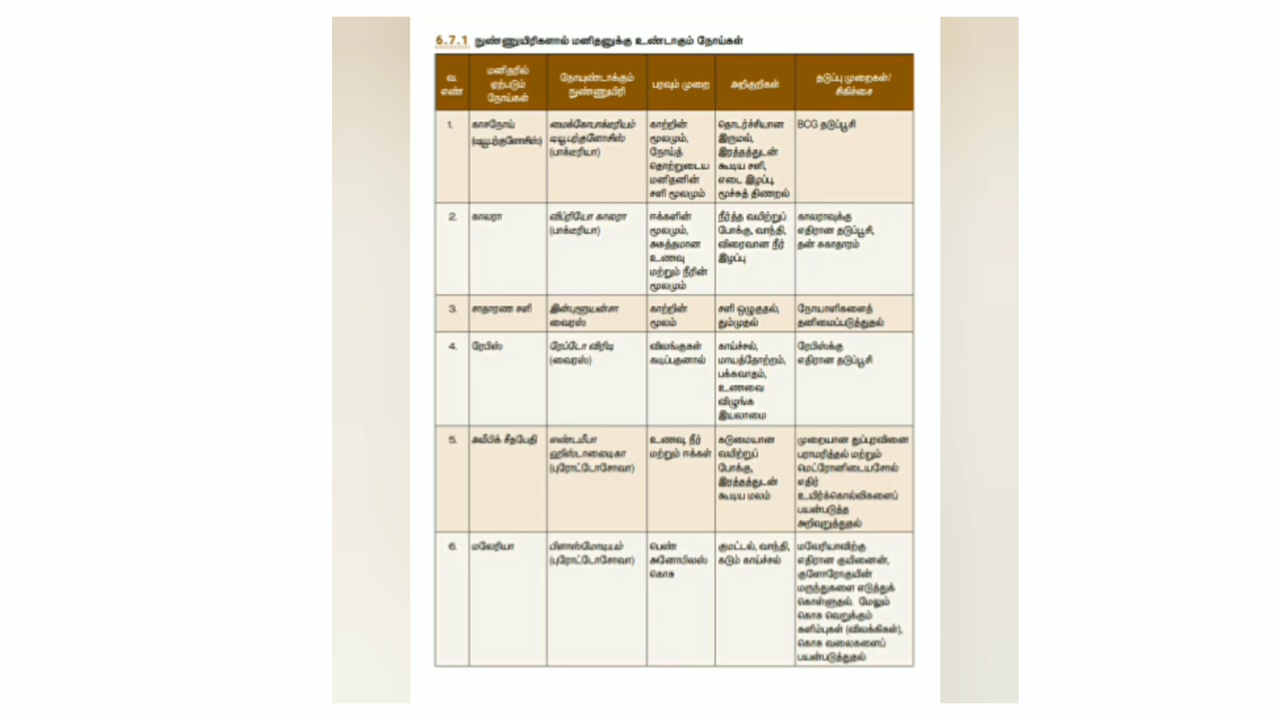 6.7.1 நுண்ணுயிரிகளால் மனிதனுக்கு உண்டாகும் நோய்கள்
வ. எண்
மனிதரில் ஏற்படும் நோய்கள்
நோயுண்டாக்கும் நுண்ணுயிரி
பரவும் முறை
அறிகுறிகள்
தடுப்பு முறைகள்/ சிகிச்சை
1.
காசநோய்
(டியூபர்குளோசிஸ்)
மைக்கோபாக்டீரியம்
டியூபர்குளோசிஸ்
(பாக்டீரியா)
காற்றின்
மூலமும்,
நோய்த்
தொற்றுடைய
மனிதனின்
சளி மூலமும்
தொடர்ச்சியான
இருமல்,
இரத்தத்துடன்
கூடிய சளி,
எடை இழப்பு,
மூச்சுத் திணறல்
BCG தடுப்பூசி
2.
காலரா
விப்ரியோ காலரா
(பாக்டீரியா)
ஈக்களின்
மூலமும்,
அசுத்தமான
உணவு
மற்றும் நீரின்
மூலமும்
நீர்த்த வயிற்றுப்
போக்கு, வாந்தி,
விரைவான நீர்
இழப்பு
காலராவுக்கு
எதிரான தடுப்பூசி,
தன் சுகாதாரம்
3.
சாதாரண சளி
இன்புளூயன்சா
வைரஸ்
காற்றின்
மூலம்
சளி ஒழுகுதல்,
தும்முதல்
நோயாளிகளைத்
தனிமைப்படுத்துதல்
4.
ரேபிஸ்
ரேப்டோ விரிடி
(வைரஸ்)
விலங்குகள்
கடிப்பதனால்
காய்ச்சல்,
மாயத்தோற்றம்,
பக்கவாதம்,
உணவை
விழுங்க
இயலாமை
ரேபிஸ்க்கு
எதிரான தடுப்பூசி
5.
அமீபிக் சீதபேதி
எண்டமீபா
ஹிஸ்டாலைடிகா
(புரோட்டோசோவா)
உணவு, நீர்
மற்றும் ஈக்கள்
கடுமையான
வயிற்றுப்
போக்கு,
இரத்தத்துடன்
கூடிய மலம்
முறையான துப்புரவினை
பராமரித்தல் மற்றும்
மெட்ரோனிடையசோல்
எதிர்
உயிர்க்கொல்லிகளைப்
பயன்படுத்த
அறிவுறுத்துதல்
6.
மலேரியா
பிளாஸ்மோடியம்
(புரோட்டோசோவா)
பெண்
அனோபிலஸ்
கொசு
குமட்டல், வாந்தி,
கடும் காய்ச்சல்
மலேரியாவிற்கு
எதிரான குயினைன்,
குளோரோகுயின்
மருந்துகளை எடுத்துக்
கொள்ளுதல். மேலும்
கொசு வெறுக்கும்
களிம்புகள் (விலக்கிகள்),
கொசு வலைகளைப்
பயன்படுத்துதல்